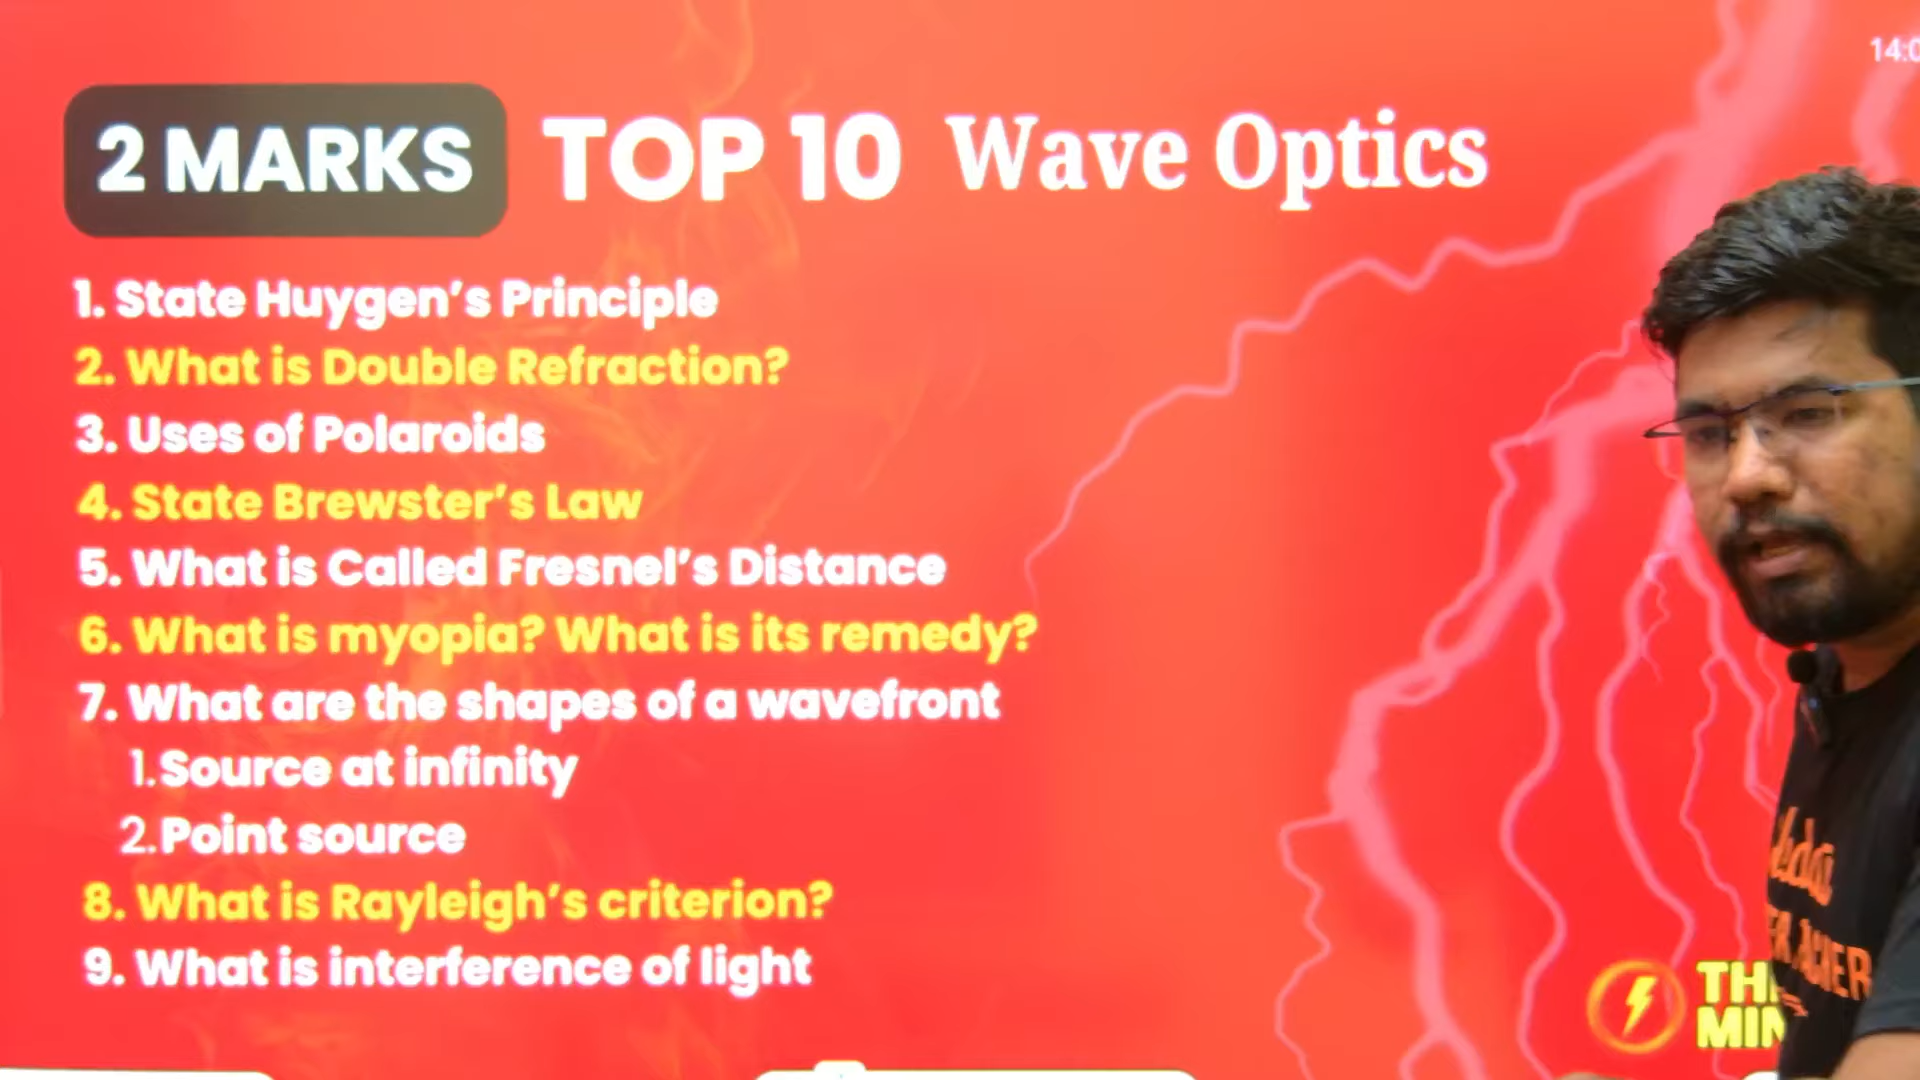 14:0
2 MARKS TOP 10 Wave Optics
1. State Huygen's Principle
2. What is Double Refraction?
3. Uses of Polaroids
4. State Brewster's Law
5. What is Called Fresnel's Distance
6. What is myopia? What is its remedy?
7. What are the shapes of a wavefront
1. Source at infinity
2. Point source
8. What is Rayleigh's criterion?
9. What is interference of light